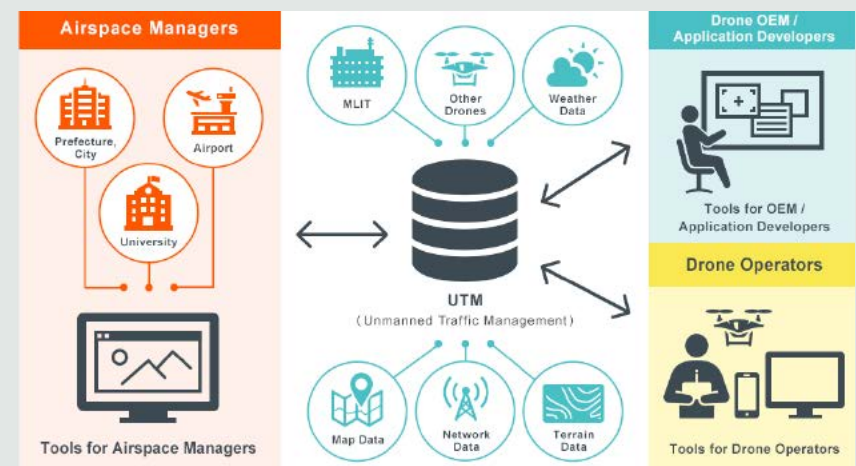 Airspace Managers
Prefecture,
City
Airport
University
Tools for Airspace Managers
MLIT
Other
Drones
Weather
Data
UTM
(Unmanned Traffic Management)
Map Data
Network
Data
Terrain
Data
Drone OEM /
Application Developers
Tools for OEM /
Application Developers
Drone Operators
Tools for Drone Operators